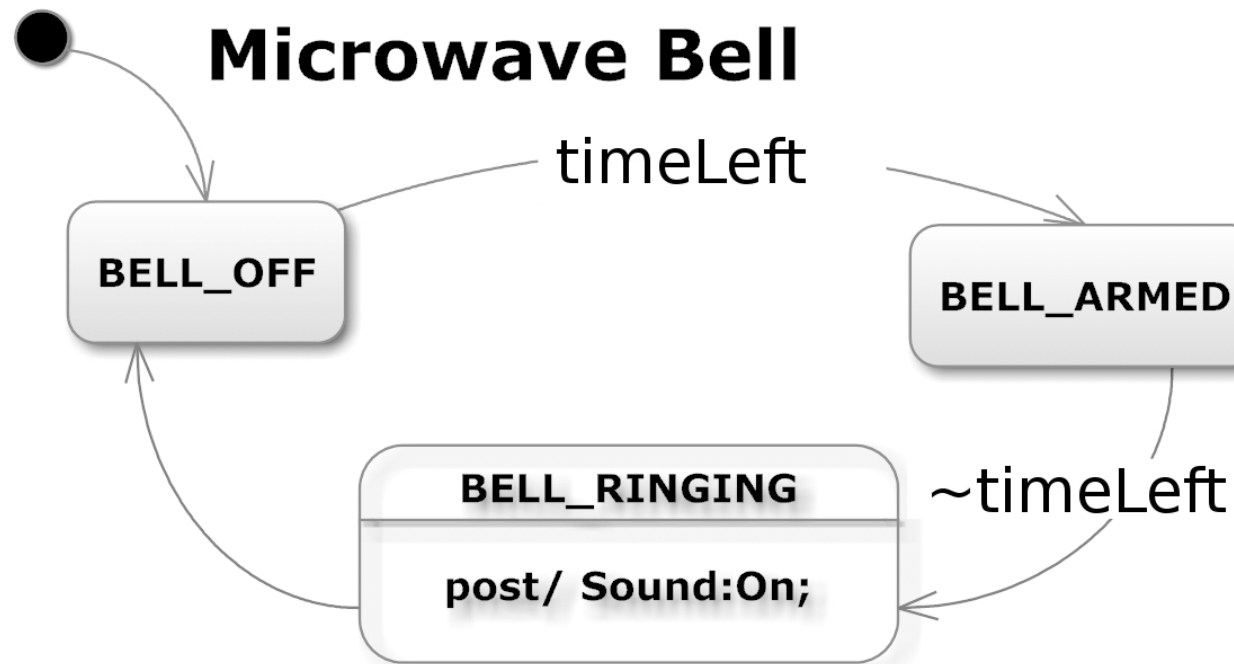 Microwave Bell
timeLeft
BELL_OFF
BELL_ARMED
BELL_RINGING
~timeLeft
post/ Sound:On;